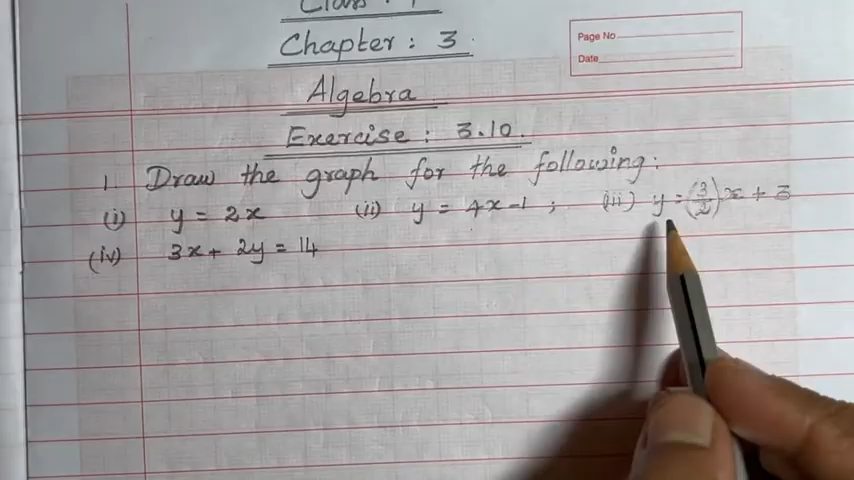 Chapter : 3
Page No
Date
Algebra
Exercise : 3.10.
1. Draw the graph for the following:
(i) y = 2x (ii) y = 4x - 1 ; (iii) y = (3/2)x + 3
(iv) 3x + 2y = 14